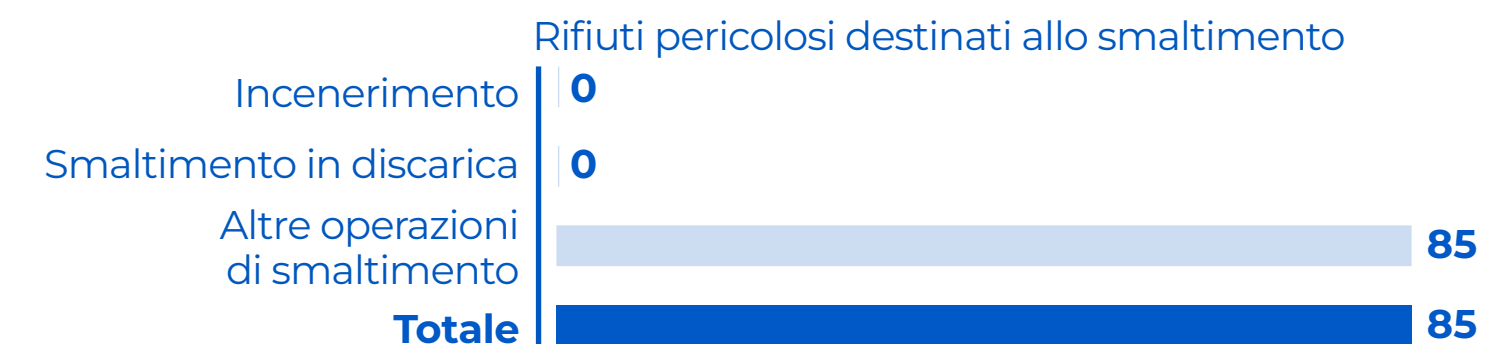 Rifiuti pericolosi destinati allo smaltimento
Incenerimento 0
Smaltimento in discarica 0
Altre operazioni
di smaltimento 85
Totale 85